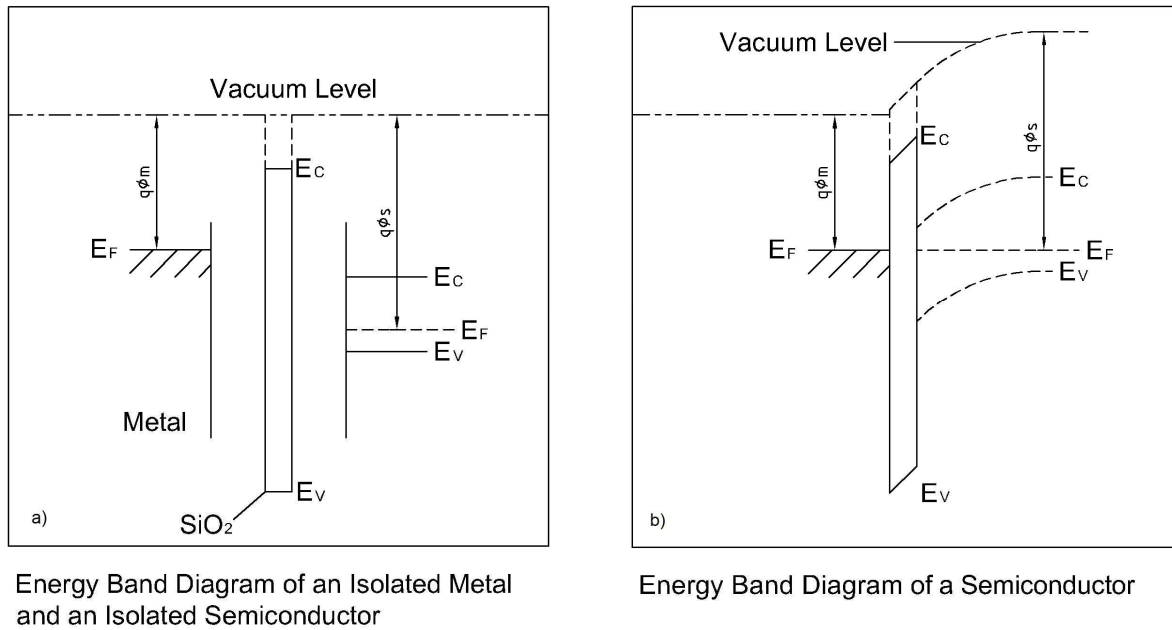 Vacuum Level
qϕm
EC
qϕs
EF
EC
EF
EV
Metal
EV
SiO2
a)
Energy Band Diagram of an Isolated Metal
and an Isolated Semiconductor
Vacuum Level
EC
qϕm
qϕs
EC
EF
EF
EV
EV
b)
Energy Band Diagram of a Semiconductor